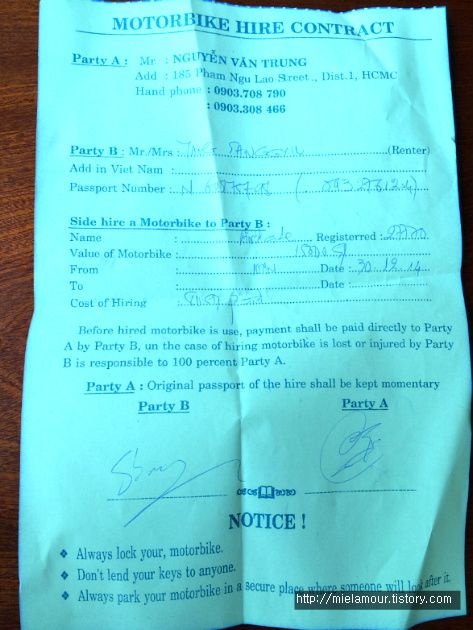 MOTORBIKE HIRE CONTRACT
Party A : Mr : NGUYỄN VĂN TRUNG
Add : 185 Pham Ngu Lao Street., Dist.1, HCMC
Hand phone : 0903.708 790
: 0903.308 466
Party B : Mr/Mrs : (Renter)
Add in Viet Nam :
Passport Number :
Side hire a Motorbike to Party B :
Name : Registerred :
Value of Motorbike :
From : Date : 30.12.14
To : Date :
Cost of Hiring :
Before hired motorbike is use, payment shall be paid directly to Party
A by Party B, un the case of hiring motorbike is lost or injured by Party
B is responsible to 100 percent Party A.
Party A : Original passport of the hire shall be kept momentary
Party B Party A
NOTICE !
❖ Always lock your, motorbike.
❖ Don't lend your keys to anyone.
❖ Always park your motorbike in a secure place where someone will look after it.
http://mielamour.tistory.com